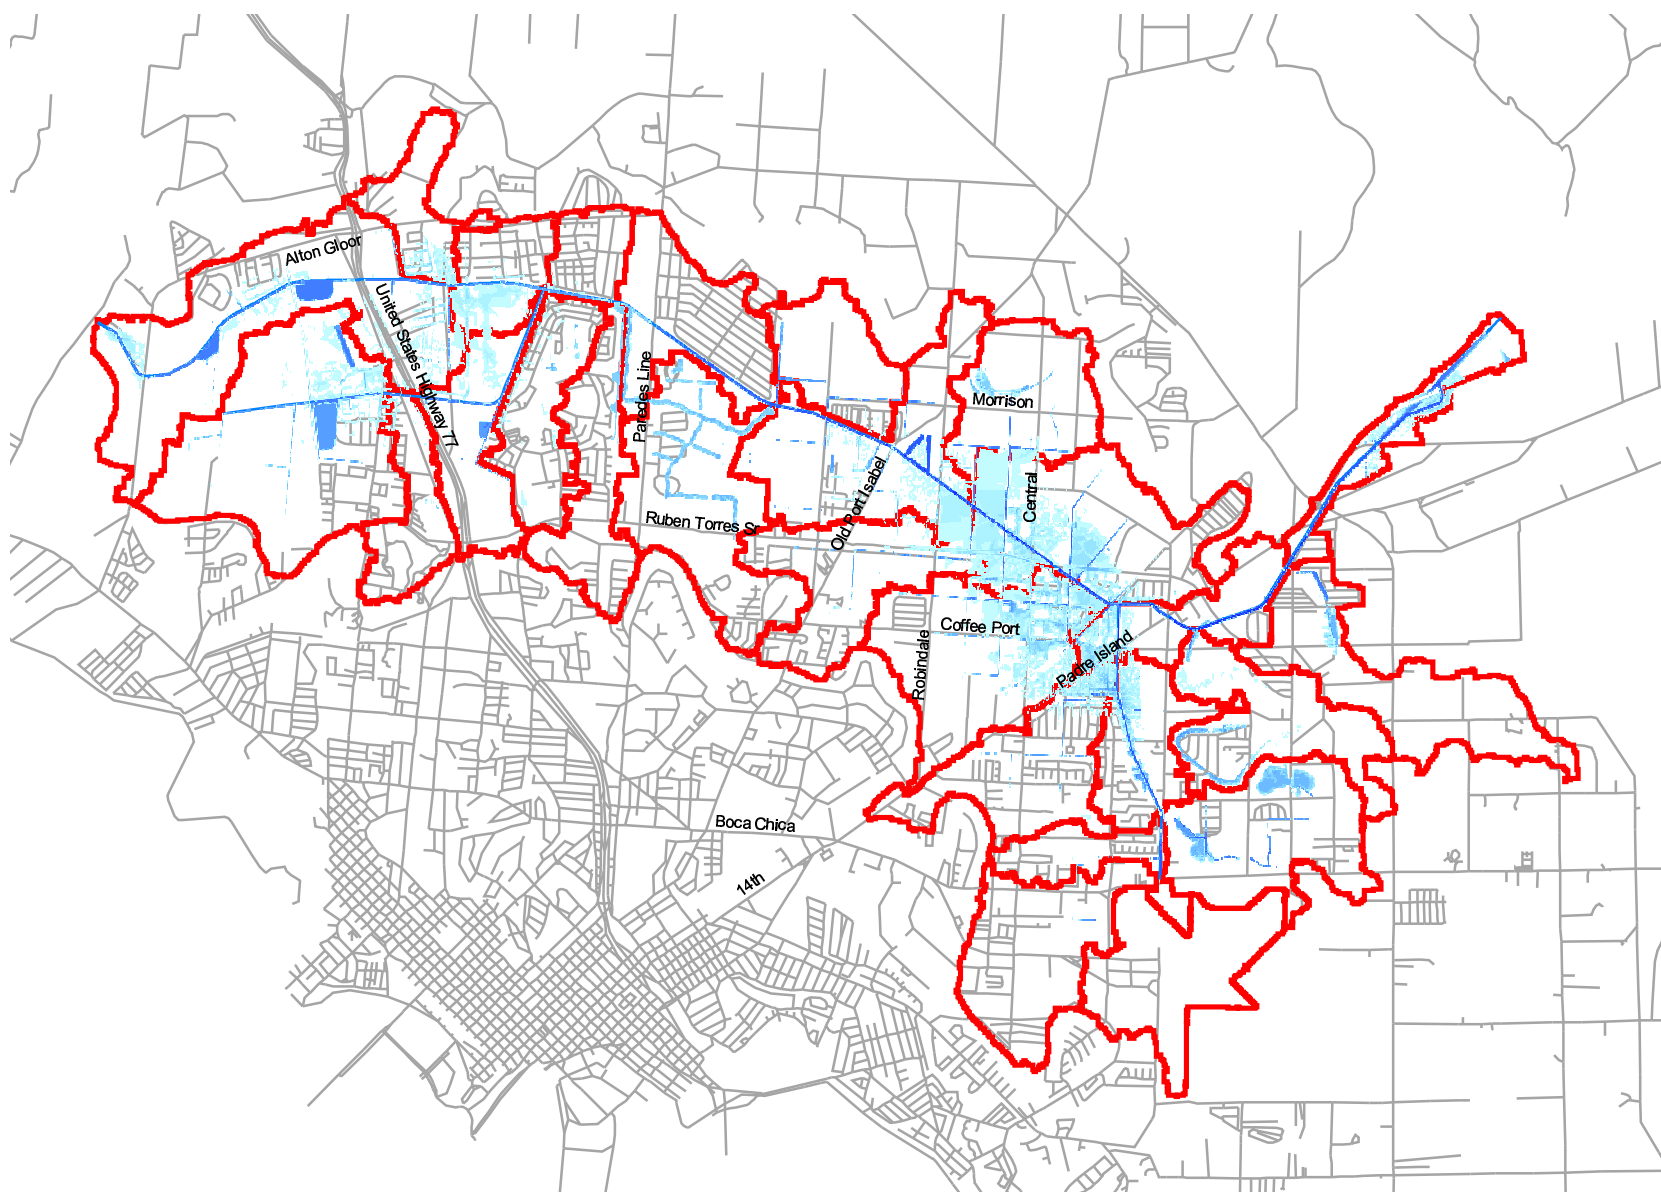 Alton Gloor
United States Highway 77
Paredes Line
Morrison
Old Port Isabel
Central
Ruben Torres Sr
Coffee Port
Robindale
Padre Island
Boca Chica
14th